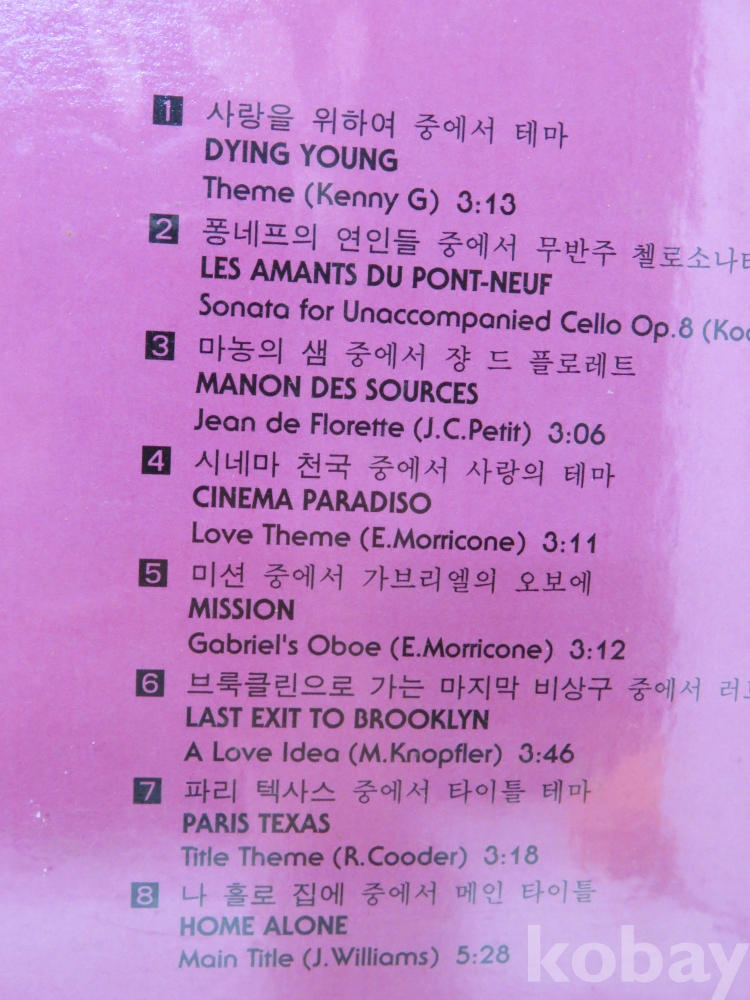 1 사랑을 위하여 중에서 테마
DYING YOUNG
Theme (Kenny G) 3:13
2 퐁네프의 연인들 중에서 무반주 첼로소나타
LES AMANTS DU PONT-NEUF
Sonata for Unaccompanied Cello Op.8
3 마농의 샘 중에서 쟝 드 플로레트
MANON DES SOURCES
Jean de Florette (J.C.Petit) 3:06
4 시네마 천국 중에서 사랑의 테마
CINEMA PARADISO
Love Theme (E.Morricone) 3:11
5 미션 중에서 가브리엘의 오보에
MISSION
Gabriel's Oboe (E.Morricone) 3:12
6 브룩클린으로 가는 마지막 비상구 중에서
LAST EXIT TO BROOKLYN
A Love Idea (M.Knopfler) 3:46
7 파리 텍사스 중에서 타이틀 테마
PARIS TEXAS
Title Theme (R.Cooder) 3:18
8 나 홀로 집에 중에서 메인 타이틀
HOME ALONE
Main Title (J.Williams) 5:28
kobay